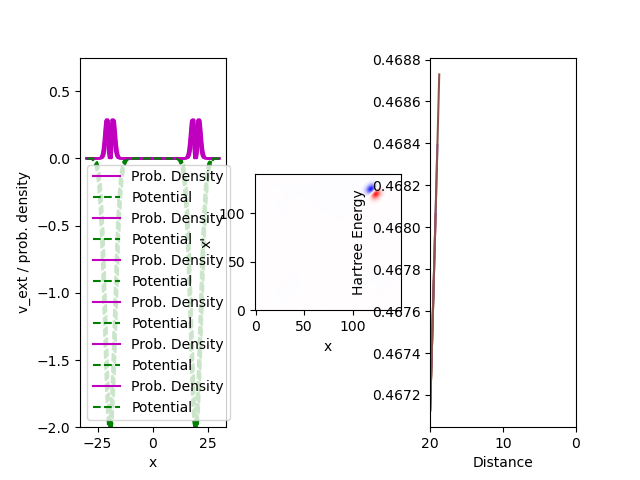 v_ext / prob. density
0.5
0.0
−0.5
−1.0
−1.5
−2.0
−25
0
25
x
Prob. Density
Potential
Prob. Density
Potential
Prob. Density
Potential
Prob. Density
Potential
Prob. Density
Potential
Prob. Density
Potential
x'
100
50
0
0
50
100
x
Hartree Energy
0.4688
0.4686
0.4684
0.4682
0.4680
0.4678
0.4676
0.4674
0.4672
20
10
0
Distance